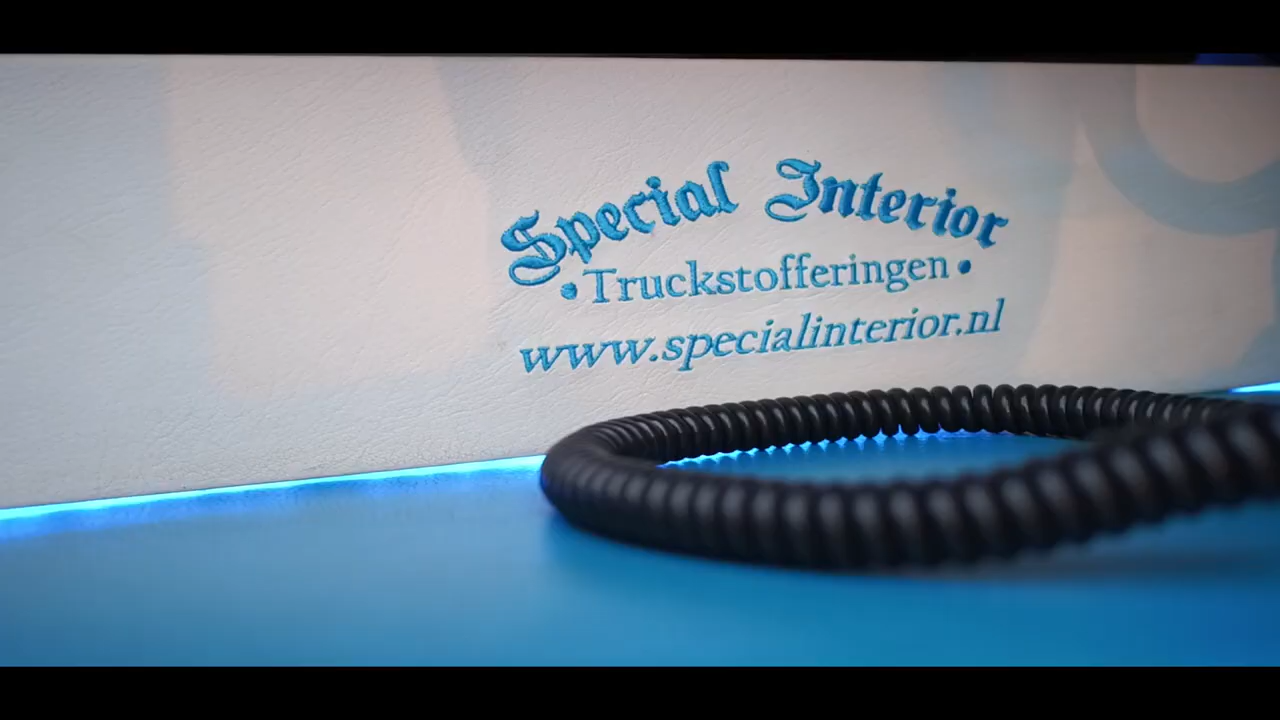 Special Interior
• Truckstofferingen •
www.specialinterior.nl